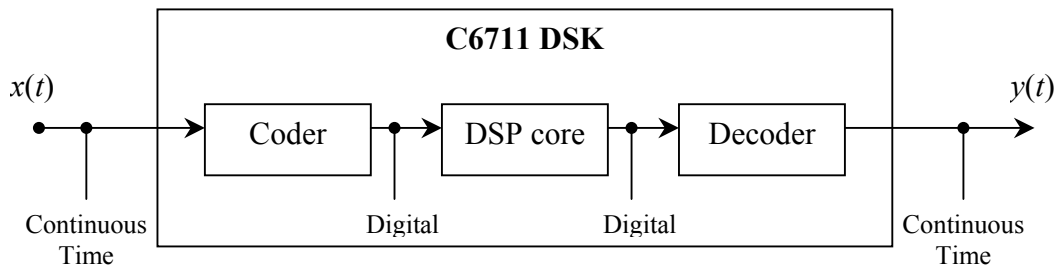 C6711 DSK
x(t)
y(t)
Coder
DSP core
Decoder
Continuous
Time
Digital
Digital
Continuous
Time